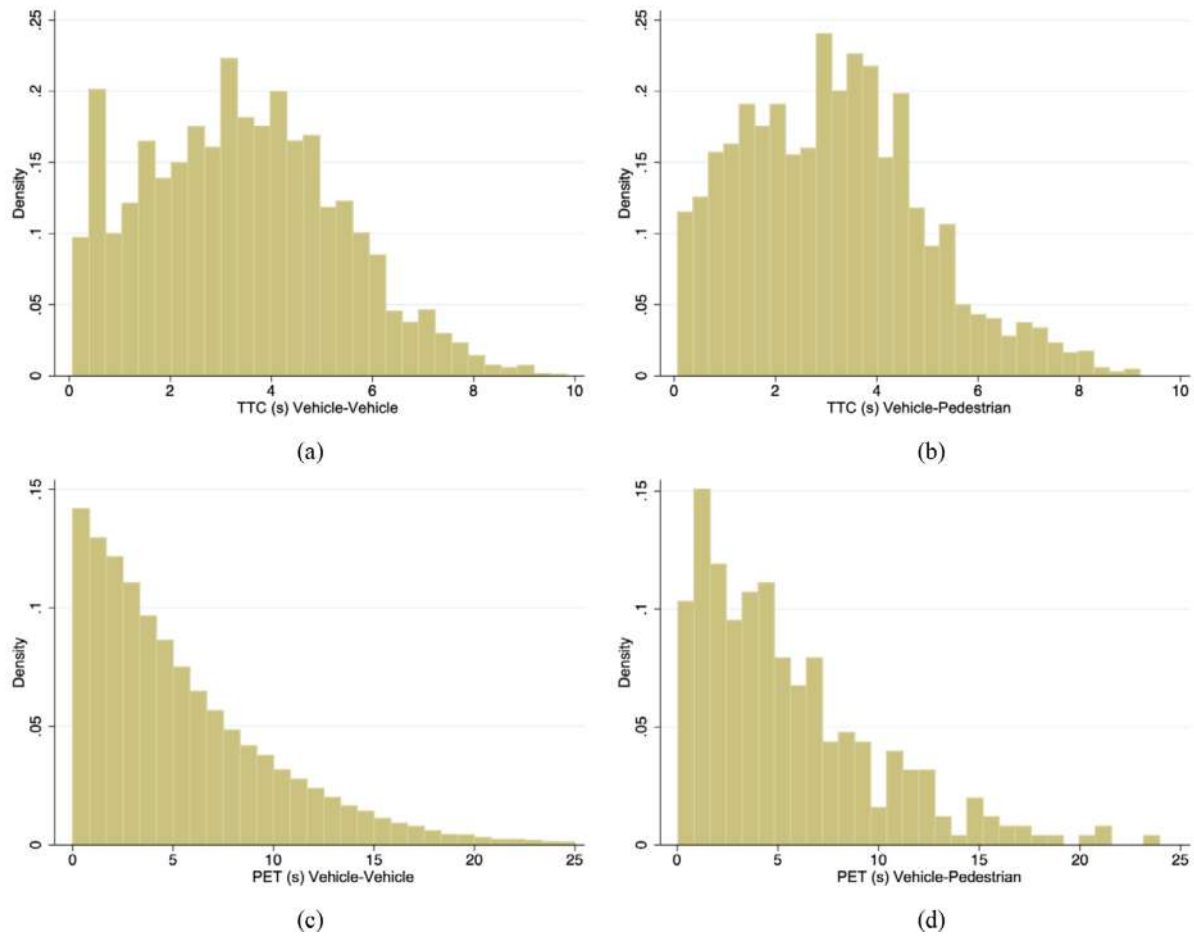 Density
.25
.2
.15
.1
.05
0
0 2 4 6 8 10
TTC (s) Vehicle-Vehicle
(a)
Density
.25
.2
.15
.1
.05
0
0 2 4 6 8 10
TTC (s) Vehicle-Pedestrian
(b)
Density
.15
.1
.05
0
0 5 10 15 20 25
PET (s) Vehicle-Vehicle
(c)
Density
.15
.1
.05
0
0 5 10 15 20 25
PET (s) Vehicle-Pedestrian
(d)